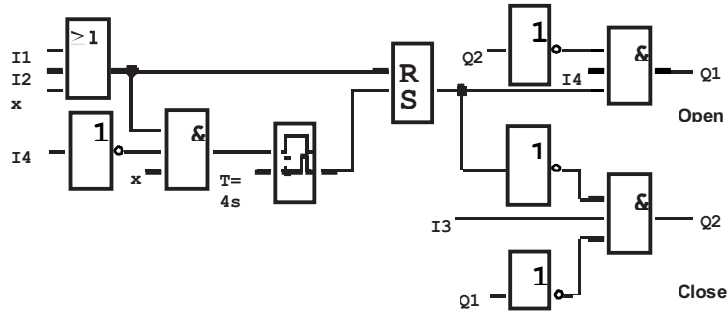 ≥1
I1
I2
x
1
I4
&
x
T=
4s
R
S
1
Q2
&
I4
Q1
Open
1
I3
&
Q2
1
Q1
Close